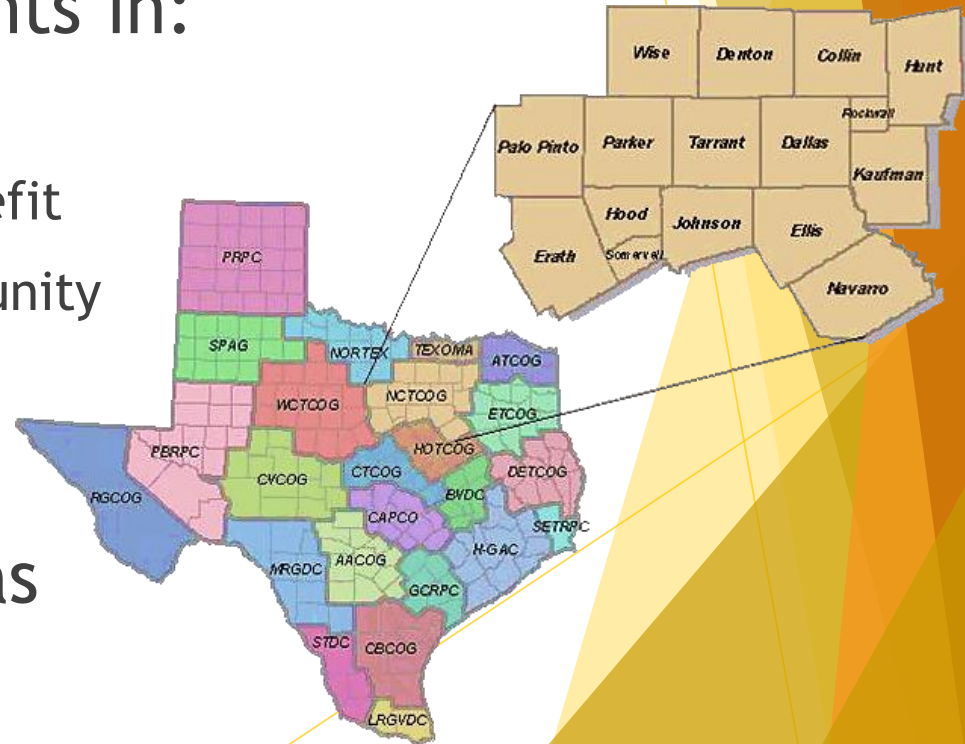 nts in:
efit
unity
as
Wise
Denton
Collin
Hunt
Rockwall
Palo Pinto
Parker
Tarrant
Dallas
Kaufman
Hood
Johnson
Ellis
Erath
Somervell
Navarro
PRPC
SPAG
NORTEX
TEXOMA
ATCOG
WCTCOG
NCTCOG
ETCOG
PBRPC
HOTCOG
CVCOG
CTCOG
DETCOG
RGCOG
BVDC
CAPCO
SETRPC
H-GAC
MRGDC
AACOG
GCRPC
STDC
CBCOG
LRGVDC